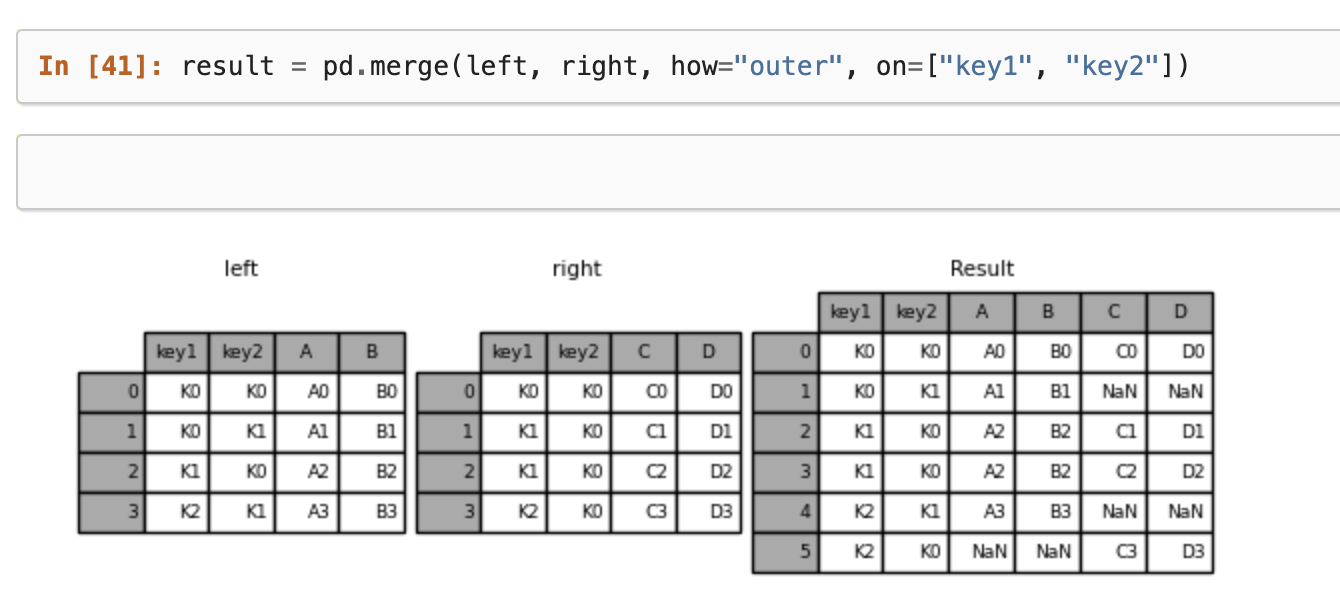 In [41]: result = pd.merge(left, right, how="outer", on=["key1", "key2"])
left
key1 key2 A B
0 K0 K0 A0 B0
1 K0 K1 A1 B1
2 K1 K0 A2 B2
3 K2 K1 A3 B3
right
key1 key2 C D
0 K0 K0 C0 D0
1 K1 K0 C1 D1
2 K1 K0 C2 D2
3 K2 K0 C3 D3
Result
key1 key2 A B C D
0 K0 K0 A0 B0 C0 D0
1 K0 K1 A1 B1 NaN NaN
2 K1 K0 A2 B2 C1 D1
3 K1 K0 A2 B2 C2 D2
4 K2 K1 A3 B3 NaN NaN
5 K2 K0 NaN NaN C3 D3